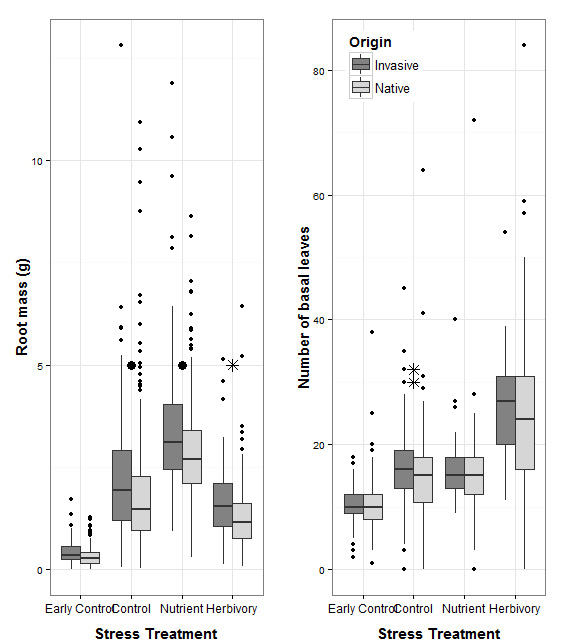 Root mass (g)
10
5
0
Early Control Control Nutrient Herbivory
Stress Treatment
Number of basal leaves
80
60
40
20
0
Origin
Invasive
Native
Early Control Control Nutrient Herbivory
Stress Treatment